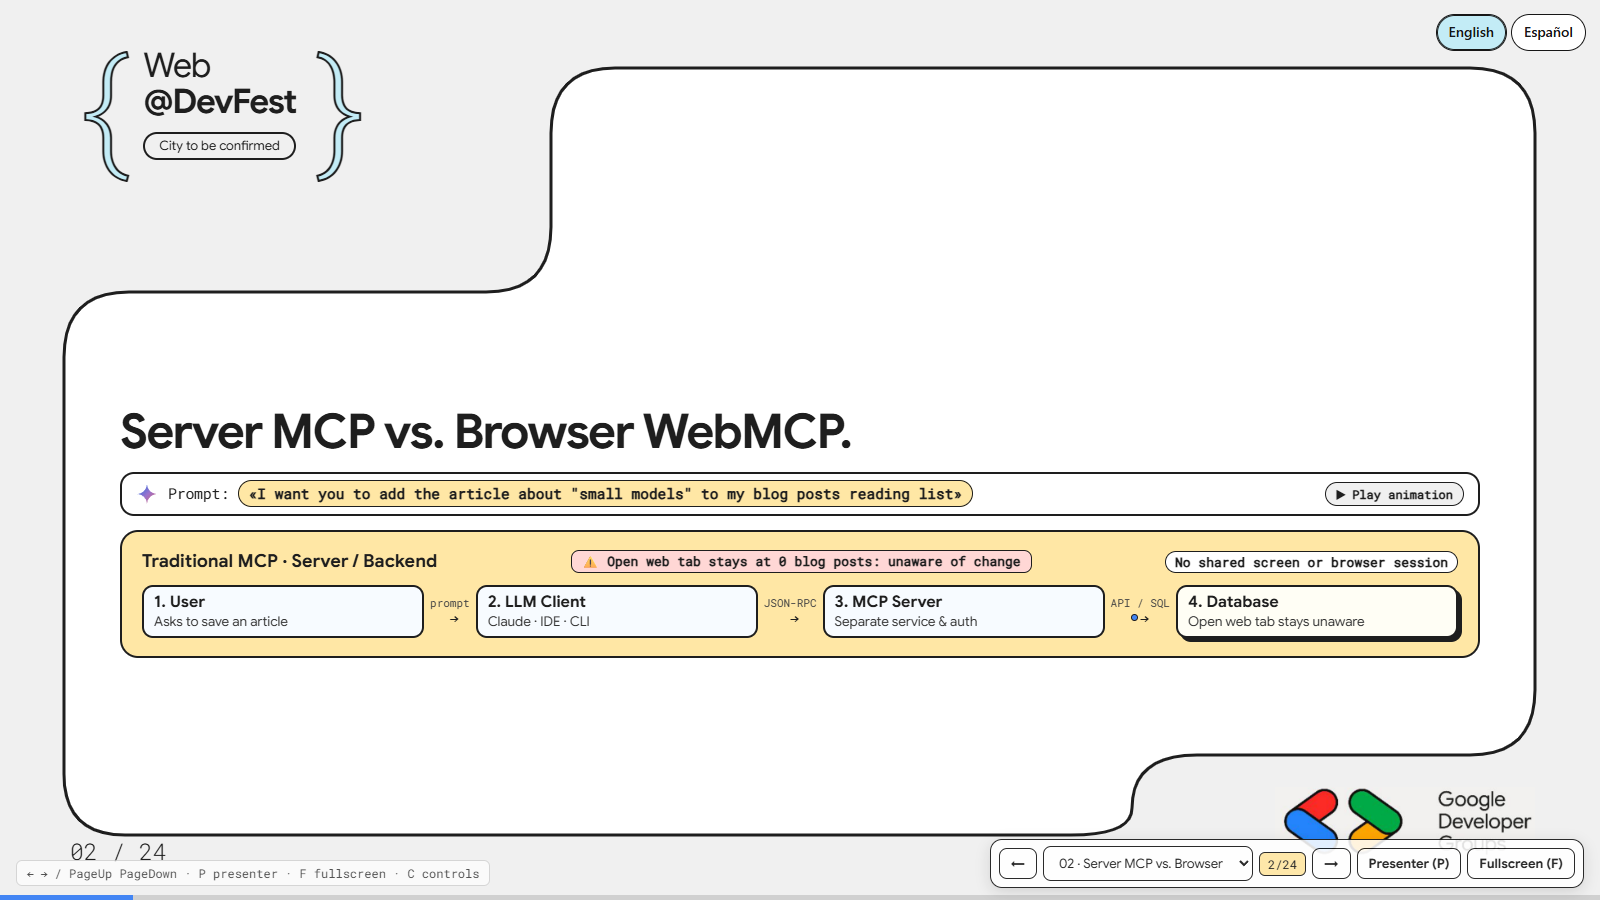 English
Español
Web
@DevFest
City to be confirmed
Server MCP vs. Browser WebMCP.
Prompt: «I want you to add the article about "small models" to my blog posts reading list»
▶ Play animation
Traditional MCP · Server / Backend
⚠️ Open web tab stays at 0 blog posts: unaware of change
No shared screen or browser session
1. User
Asks to save an article
prompt
→
2. LLM Client
Claude · IDE · CLI
JSON-RPC
→
3. MCP Server
Separate service & auth
API / SQL
→
4. Database
Open web tab stays unaware
Google
Developer
Groups
02 / 24
← → / PageUp PageDown · P presenter · F fullscreen · C controls
←
02 · Server MCP vs. Browser
2/24
→
Presenter (P)
Fullscreen (F)